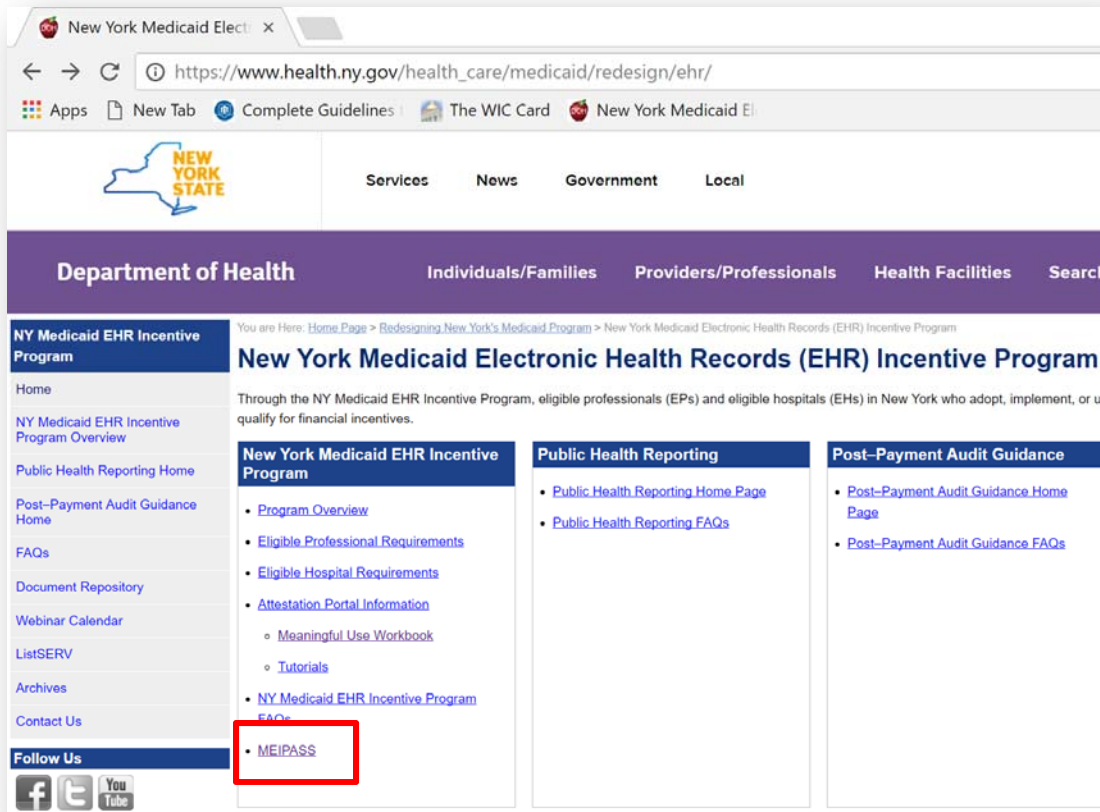 New York Medicaid Elect
https://www.health.ny.gov/health_care/medicaid/redesign/ehr/
Apps New Tab Complete Guidelines The WIC Card New York Medicaid El
NEW
YORK
STATE
Services News Government Local
Department of Health Individuals/Families Providers/Professionals Health Facilities Search
NY Medicaid EHR Incentive
Program
Home
NY Medicaid EHR Incentive
Program Overview
Public Health Reporting Home
Post–Payment Audit Guidance
Home
FAQs
Document Repository
Webinar Calendar
ListSERV
Archives
Contact Us
Follow Us
You
Tube
You are Here: Home Page > Redesigning New York's Medicaid Program > New York Medicaid Electronic Health Records (EHR) Incentive Program
New York Medicaid Electronic Health Records (EHR) Incentive Program
Through the NY Medicaid EHR Incentive Program, eligible professionals (EPs) and eligible hospitals (EHs) in New York who adopt, implement, or u
qualify for financial incentives.
New York Medicaid EHR Incentive
Program
• Program Overview
• Eligible Professional Requirements
• Eligible Hospital Requirements
• Attestation Portal Information
Meaningful Use Workbook
Tutorials
• NY Medicaid EHR Incentive Program
FAQs
• MEIPASS
Public Health Reporting
• Public Health Reporting Home Page
• Public Health Reporting FAQs
Post–Payment Audit Guidance
• Post–Payment Audit Guidance Home
Page
• Post–Payment Audit Guidance FAQs